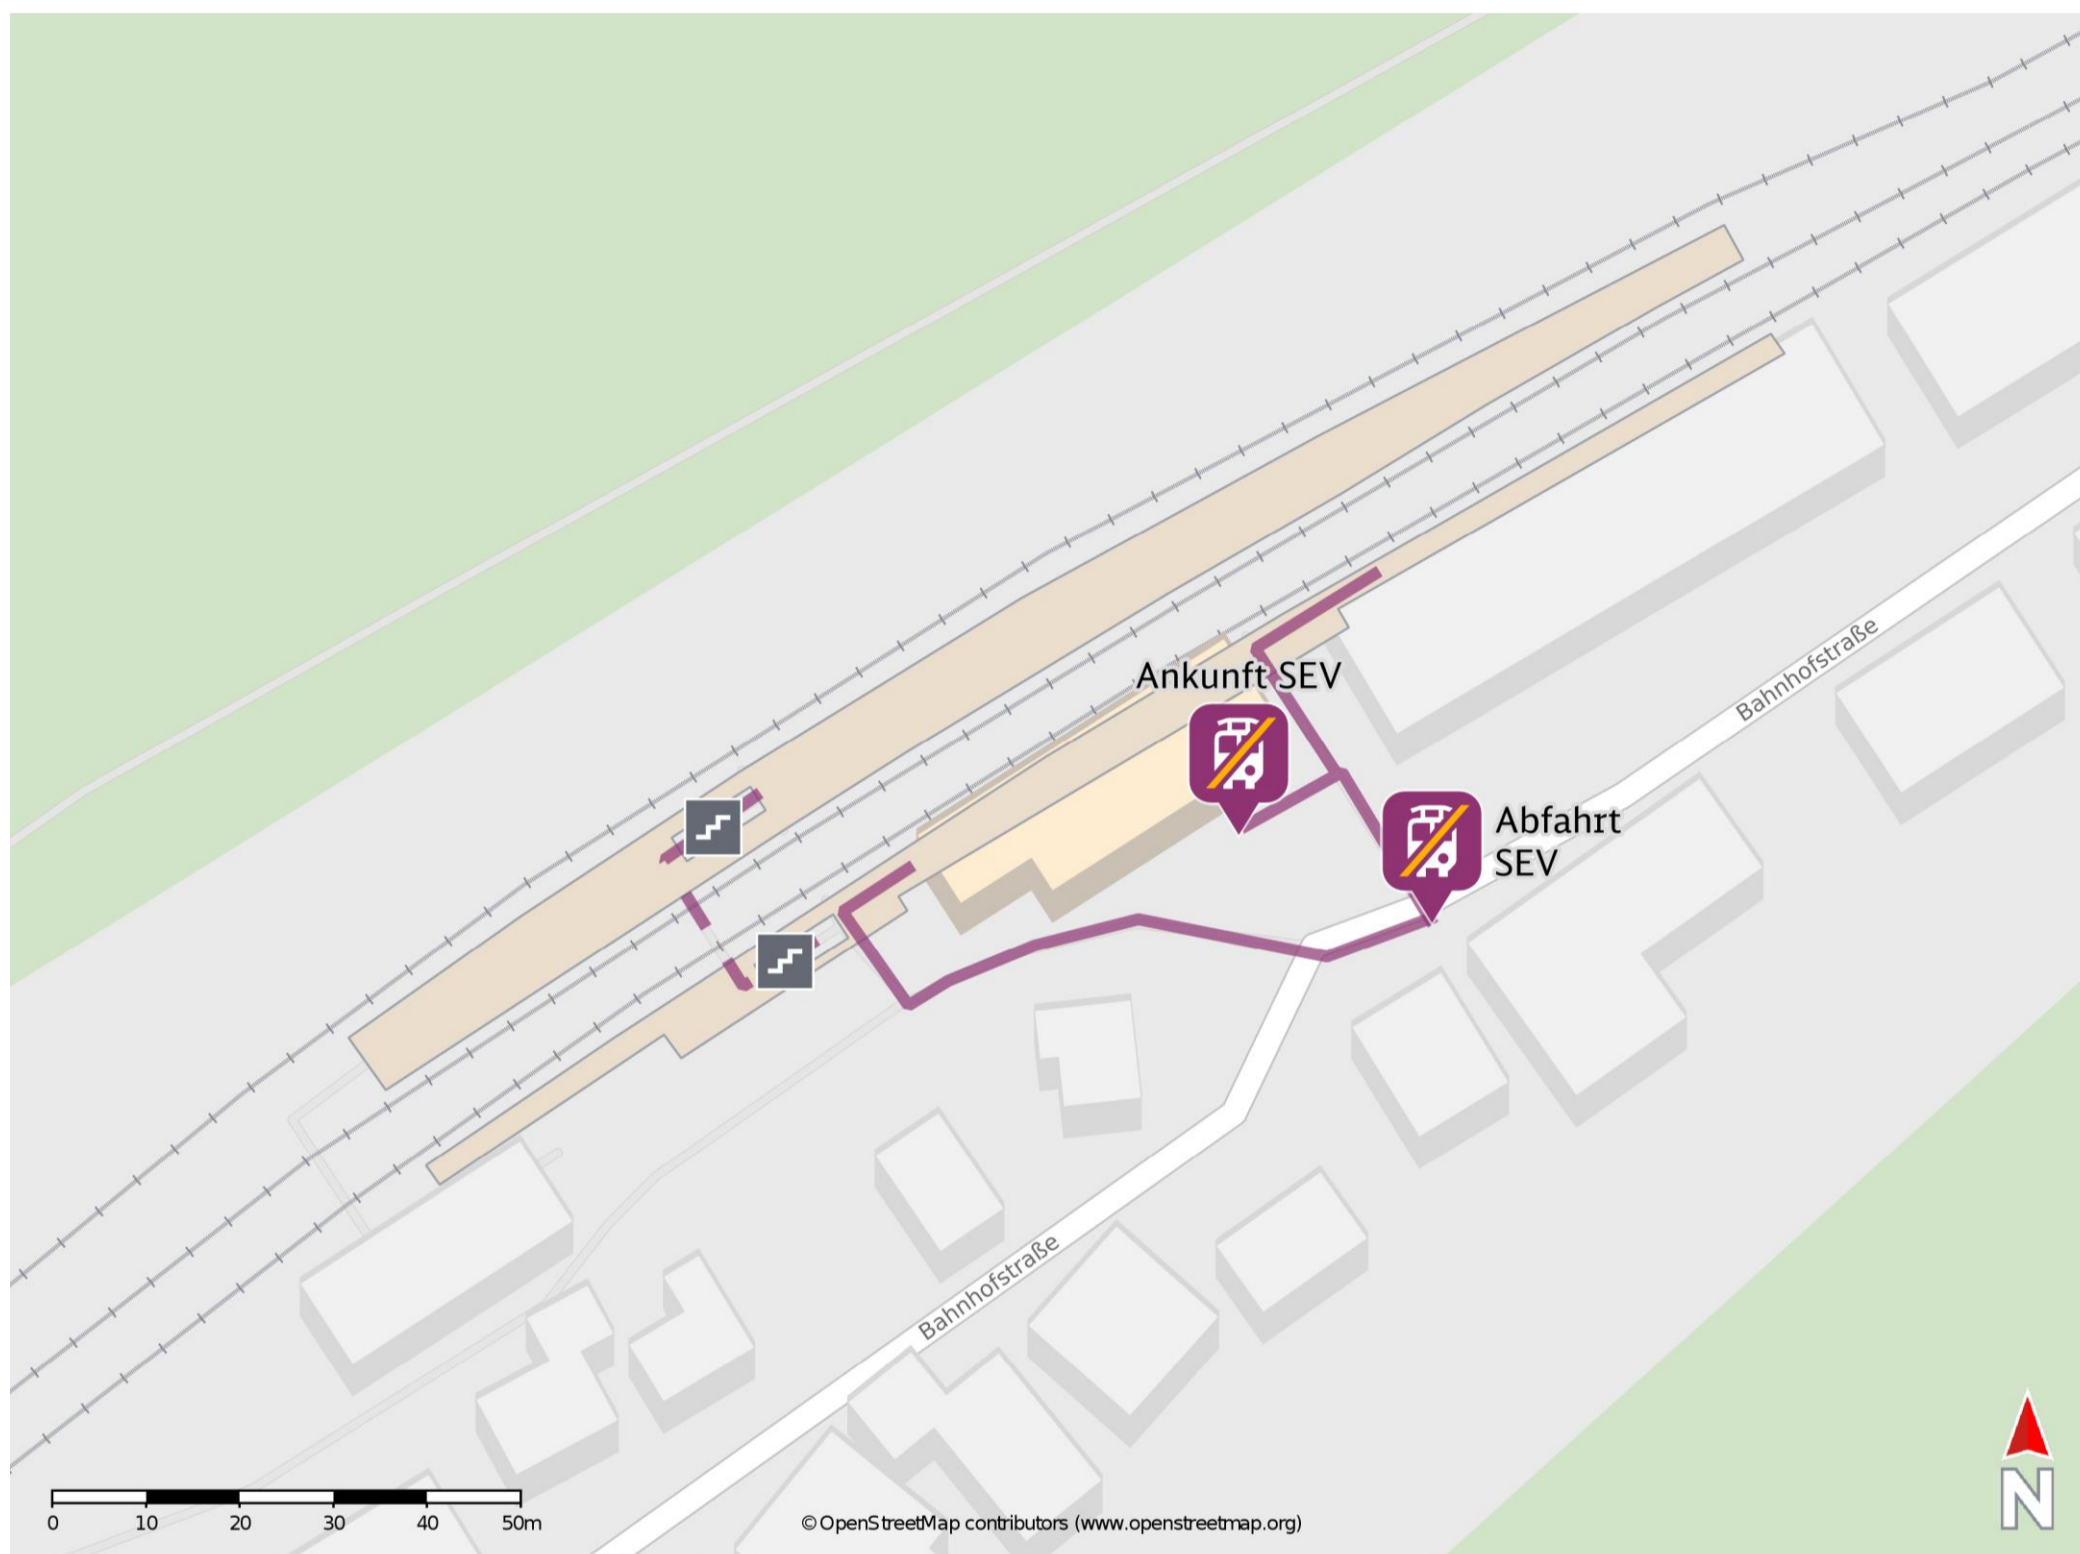 Ankunft SEV
Abfahrt
SEV
Bahnhofstraße
Bahnhofstraße
0 10 20 30 40 50m
© OpenStreetMap contributors (www.openstreetmap.org)
N